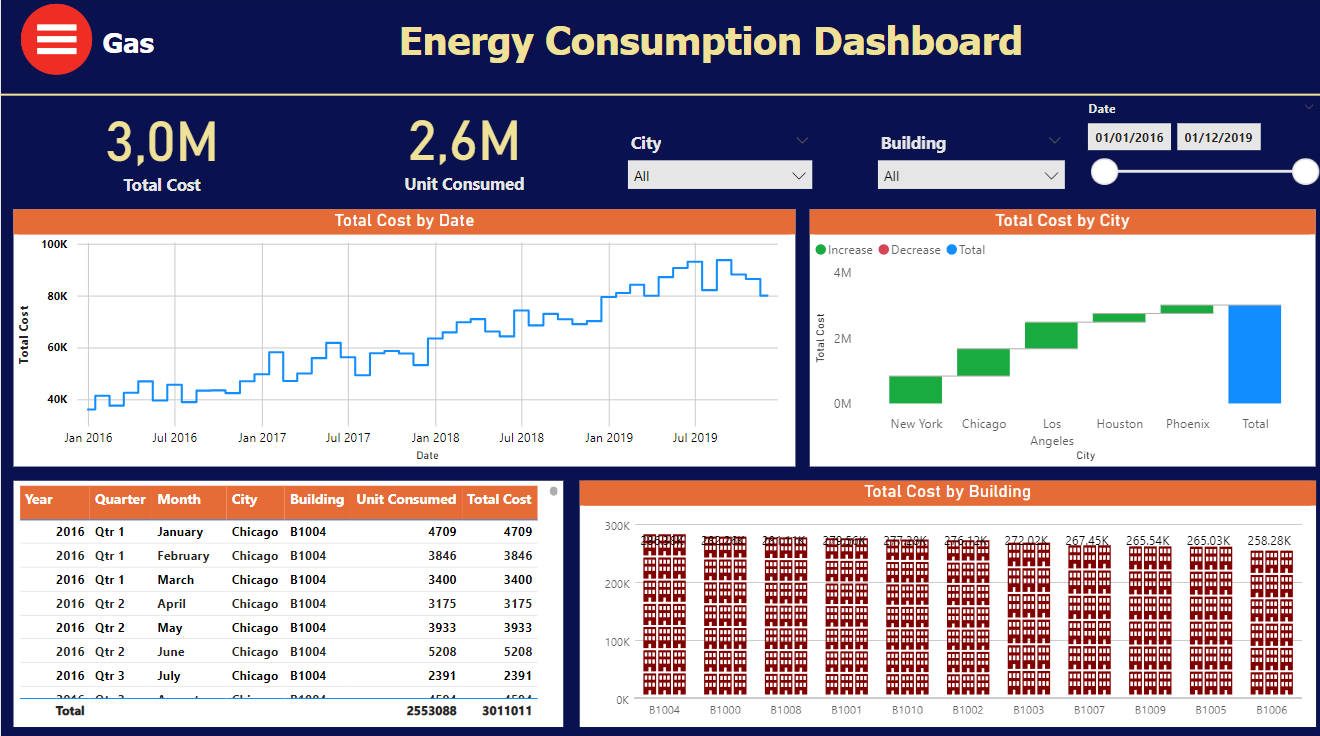 Gas
Energy Consumption Dashboard
3,0M
Total Cost
2,6M
Unit Consumed
City
All
Building
All
Date
01/01/2016 01/12/2019
Total Cost by Date
100K
80K
60K
40K
Total Cost
Jan 2016 Jul 2016 Jan 2017 Jul 2017 Jan 2018 Jul 2018 Jan 2019 Jul 2019
Date
Total Cost by City
Increase Decrease Total
4M
2M
0M
Total Cost
New York Chicago Los Angeles Houston Phoenix Total
City
Year Quarter Month City Building Unit Consumed Total Cost
2016 Qtr 1 January Chicago B1004 4709 4709
2016 Qtr 1 February Chicago B1004 3846 3846
2016 Qtr 1 March Chicago B1004 3400 3400
2016 Qtr 2 April Chicago B1004 3175 3175
2016 Qtr 2 May Chicago B1004 3933 3933
2016 Qtr 2 June Chicago B1004 5208 5208
2016 Qtr 3 July Chicago B1004 2391 2391
Total 2553088 3011011
Total Cost by Building
300K
200K
100K
0K
272.02K 267.45K 265.54K 265.03K 258.28K
B1004 B1000 B1008 B1001 B1010 B1002 B1003 B1007 B1009 B1005 B1006